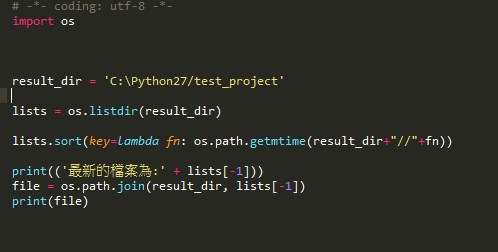 # -*- coding: utf-8 -*-
import os
result_dir = 'C:\Python27/test_project'
lists = os.listdir(result_dir)
lists.sort(key=lambda fn: os.path.getmtime(result_dir+"//"+fn))
print(('最新的檔案為:' + lists[-1]))
file = os.path.join(result_dir, lists[-1])
print(file)